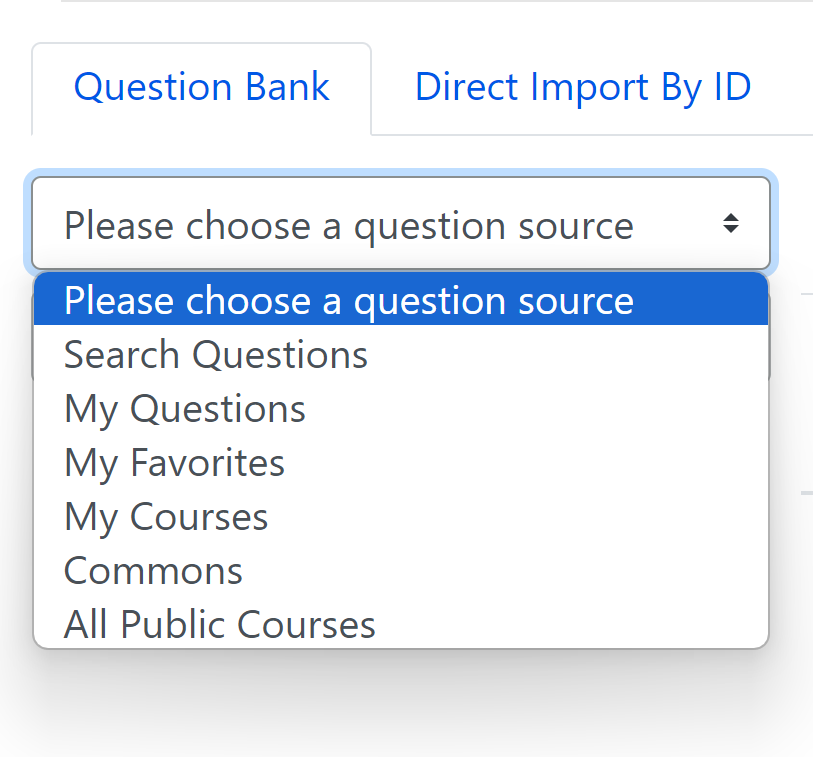 Question Bank Direct Import By ID
Please choose a question source
Please choose a question source
Search Questions
My Questions
My Favorites
My Courses
Commons
All Public Courses